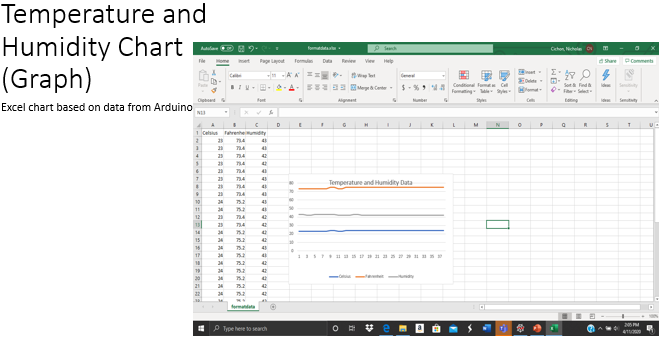 Temperature and
Humidity Chart
(Graph)
Excel chart based on data from Arduino
AutoSave Off formatdata.xlsx Search Cichon, Nicholas
File Home Insert Page Layout Formulas Data Review View Help Share Comments
Paste Calibri 11 Wrap Text General Conditional Format as Cell Insert Σ Sort & Find & Ideas Sensitivity
B I U Merge & Center $ % Formatting Table Styles Delete Format Filter Select
Clipboard Font Alignment Number Styles Cells Editing Ideas Sensitivity
N13 fx
A B C D E F G H I J K L M N O P Q R S T U
1 Celsius Fahrenhei Humidity
2 23 73.4 43
3 23 73.4 43
4 23 73.4 42
5 23 73.4 42
6 23 73.4 43
7 23 73.4 43
8 23 73.4 43
9 23 73.4 43
10 24 75.2 43
11 24 75.2 43
12 23 73.4 42
13 23 73.4 42
14 24 75.2 42
15 24 75.2 42
16 24 75.2 43
17 24 75.2 43
18 24 75.2 42
19 24 75.2 42
20 24 75.2 42
21 24 75.2 42
22 24 75.2 42
Temperature and Humidity Data
80
70
60
50
40
30
20
10
0
1 3 5 7 9 11 13 15 17 19 21 23 25 27 29 31 33 35 37
Celsius Fahrenheit Humidity
formatdata
100%
Type here to search
2:05 PM
4/11/2020